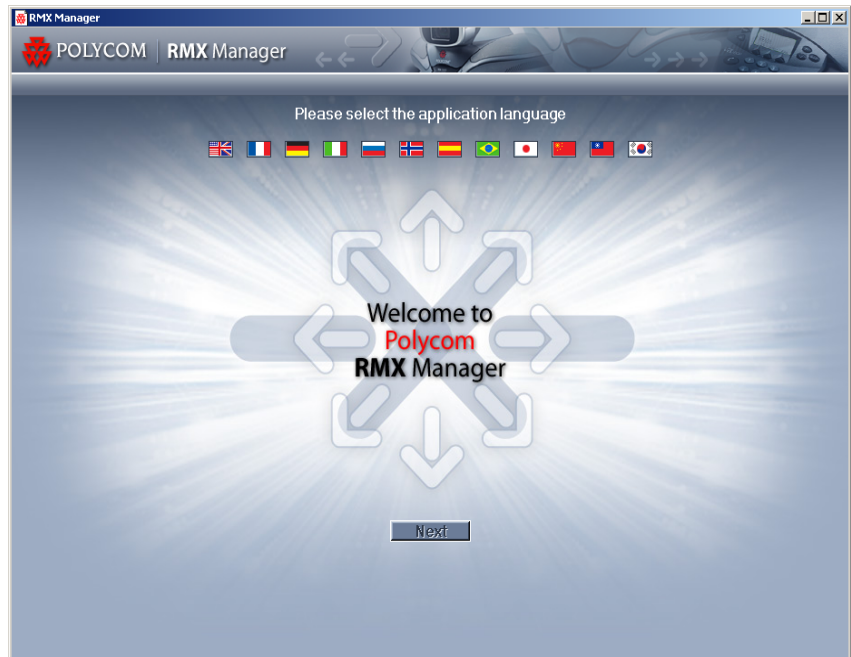 RMX Manager
POLYCOM | RMX Manager
Please select the application language
Welcome to
Polycom
RMX Manager
Next